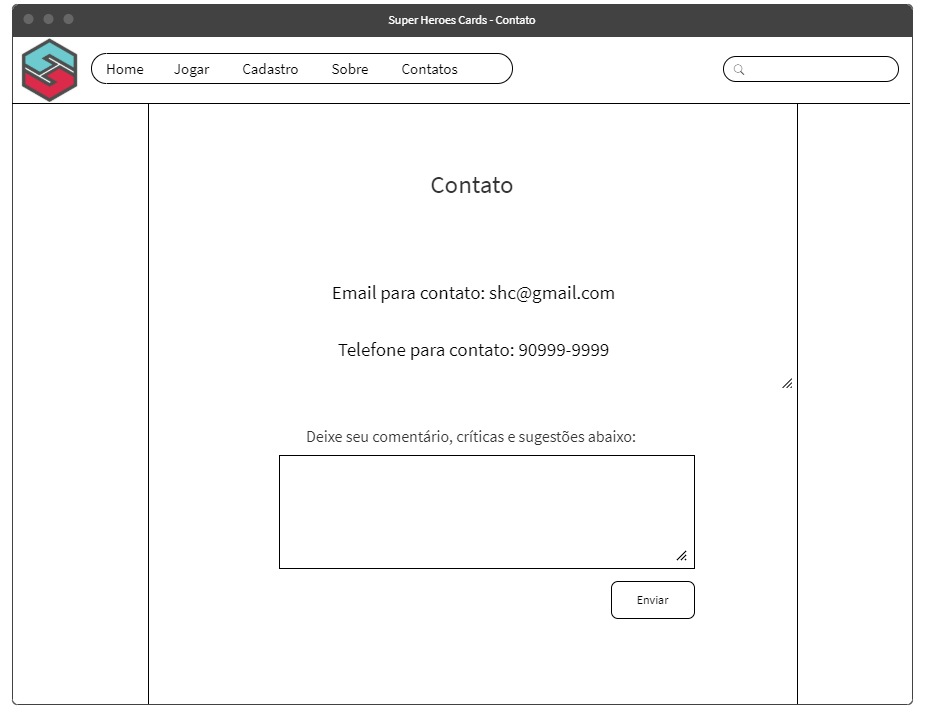 Super Heroes Cards - Contato
Home Jogar Cadastro Sobre Contatos
Contato
Email para contato: shc@gmail.com
Telefone para contato: 90999-9999
Deixe seu comentário, críticas e sugestões abaixo:
Enviar